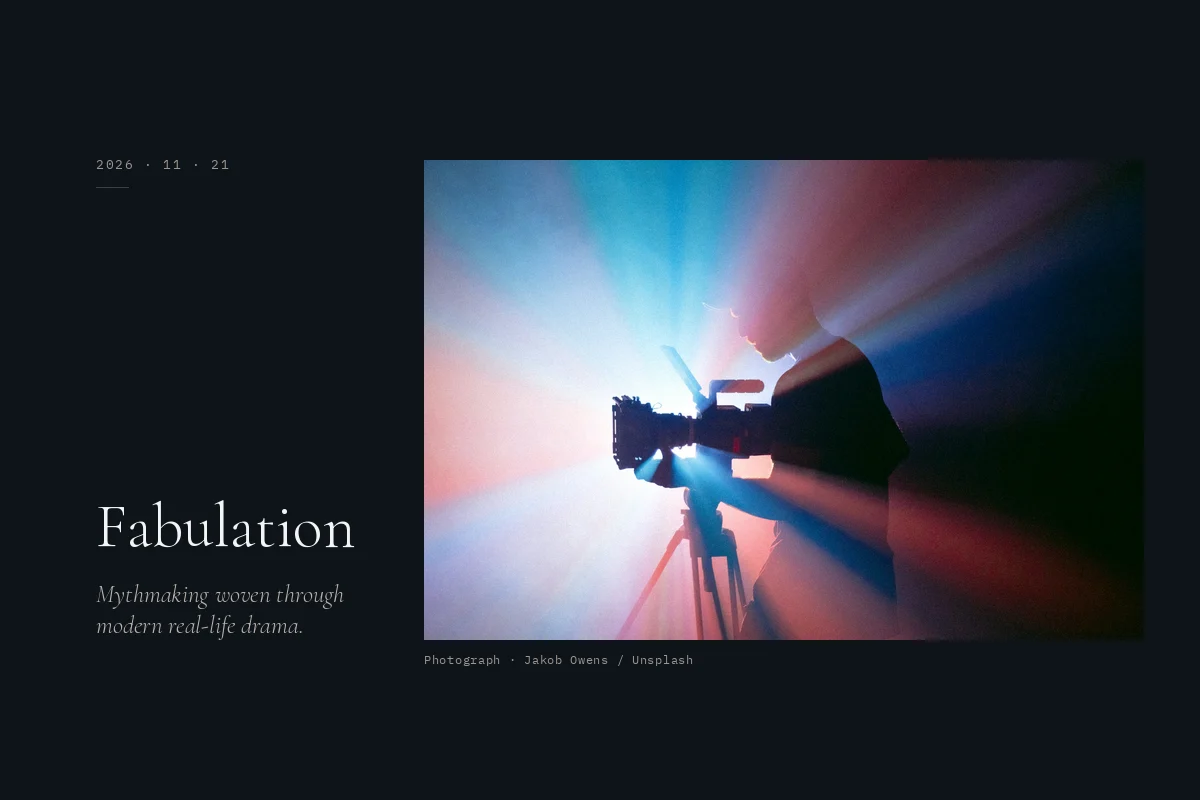 2026 · 11 · 21
Fabulation
Mythmaking woven through
modern real-life drama.
Photograph · Jakob Owens / Unsplash